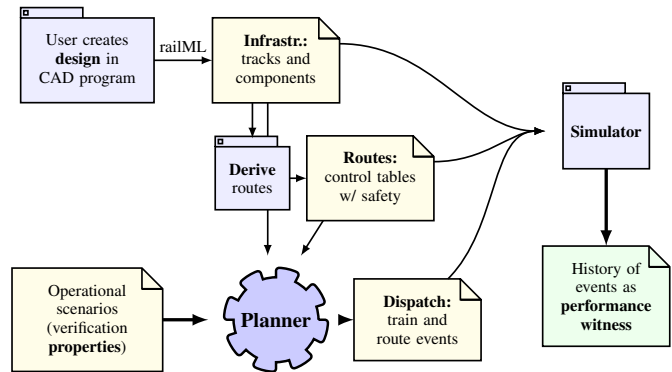 User creates
design in
CAD program
railML
Infrastr.:
tracks and
components
Simulator
Derive
routes
Routes:
control tables
w/ safety
Operational
scenarios
(verification
properties)
Planner
Dispatch:
train and
route events
History of
events as
performance
witness